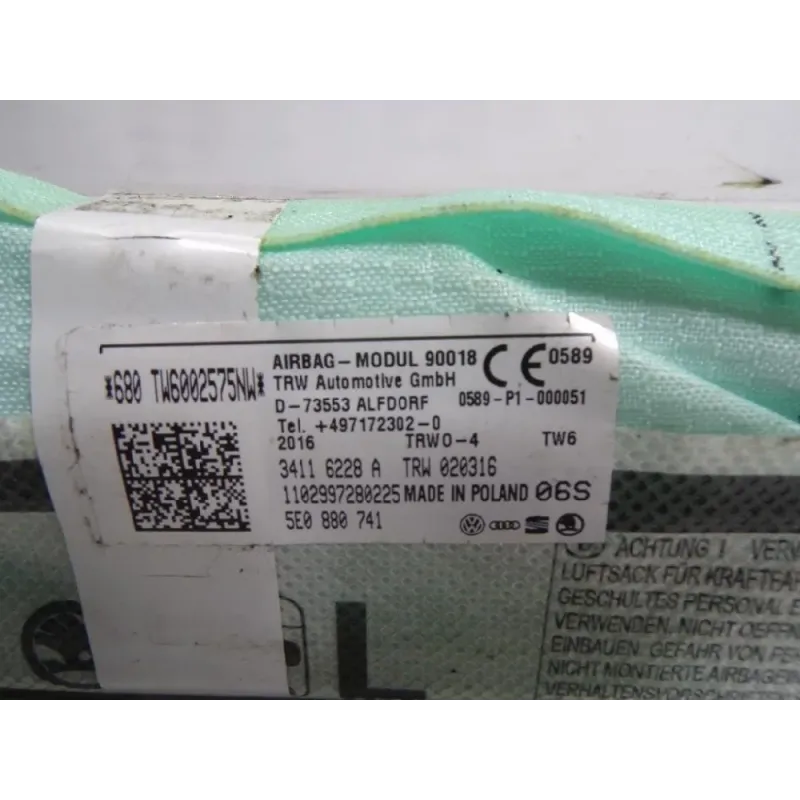 *680 TW6002575NW*
AIRBAG-MODUL 90018 CE 0589
TRW Automotive GmbH
D-73553 ALFDORF 0589-P1-000051
Tel. +497172302-0
2016 TRWO-4 TW6
3411 6228 A TRW 020316
1102997280225 MADE IN POLAND 06S
5E0 880 741
L
ACHTUNG !
LUFTSACK FÜR
GESCHULTES PERSONAL
VERWENDEN. NICHT
EINBAUEN. GEFAHR VON
NICHT MONTIERTE